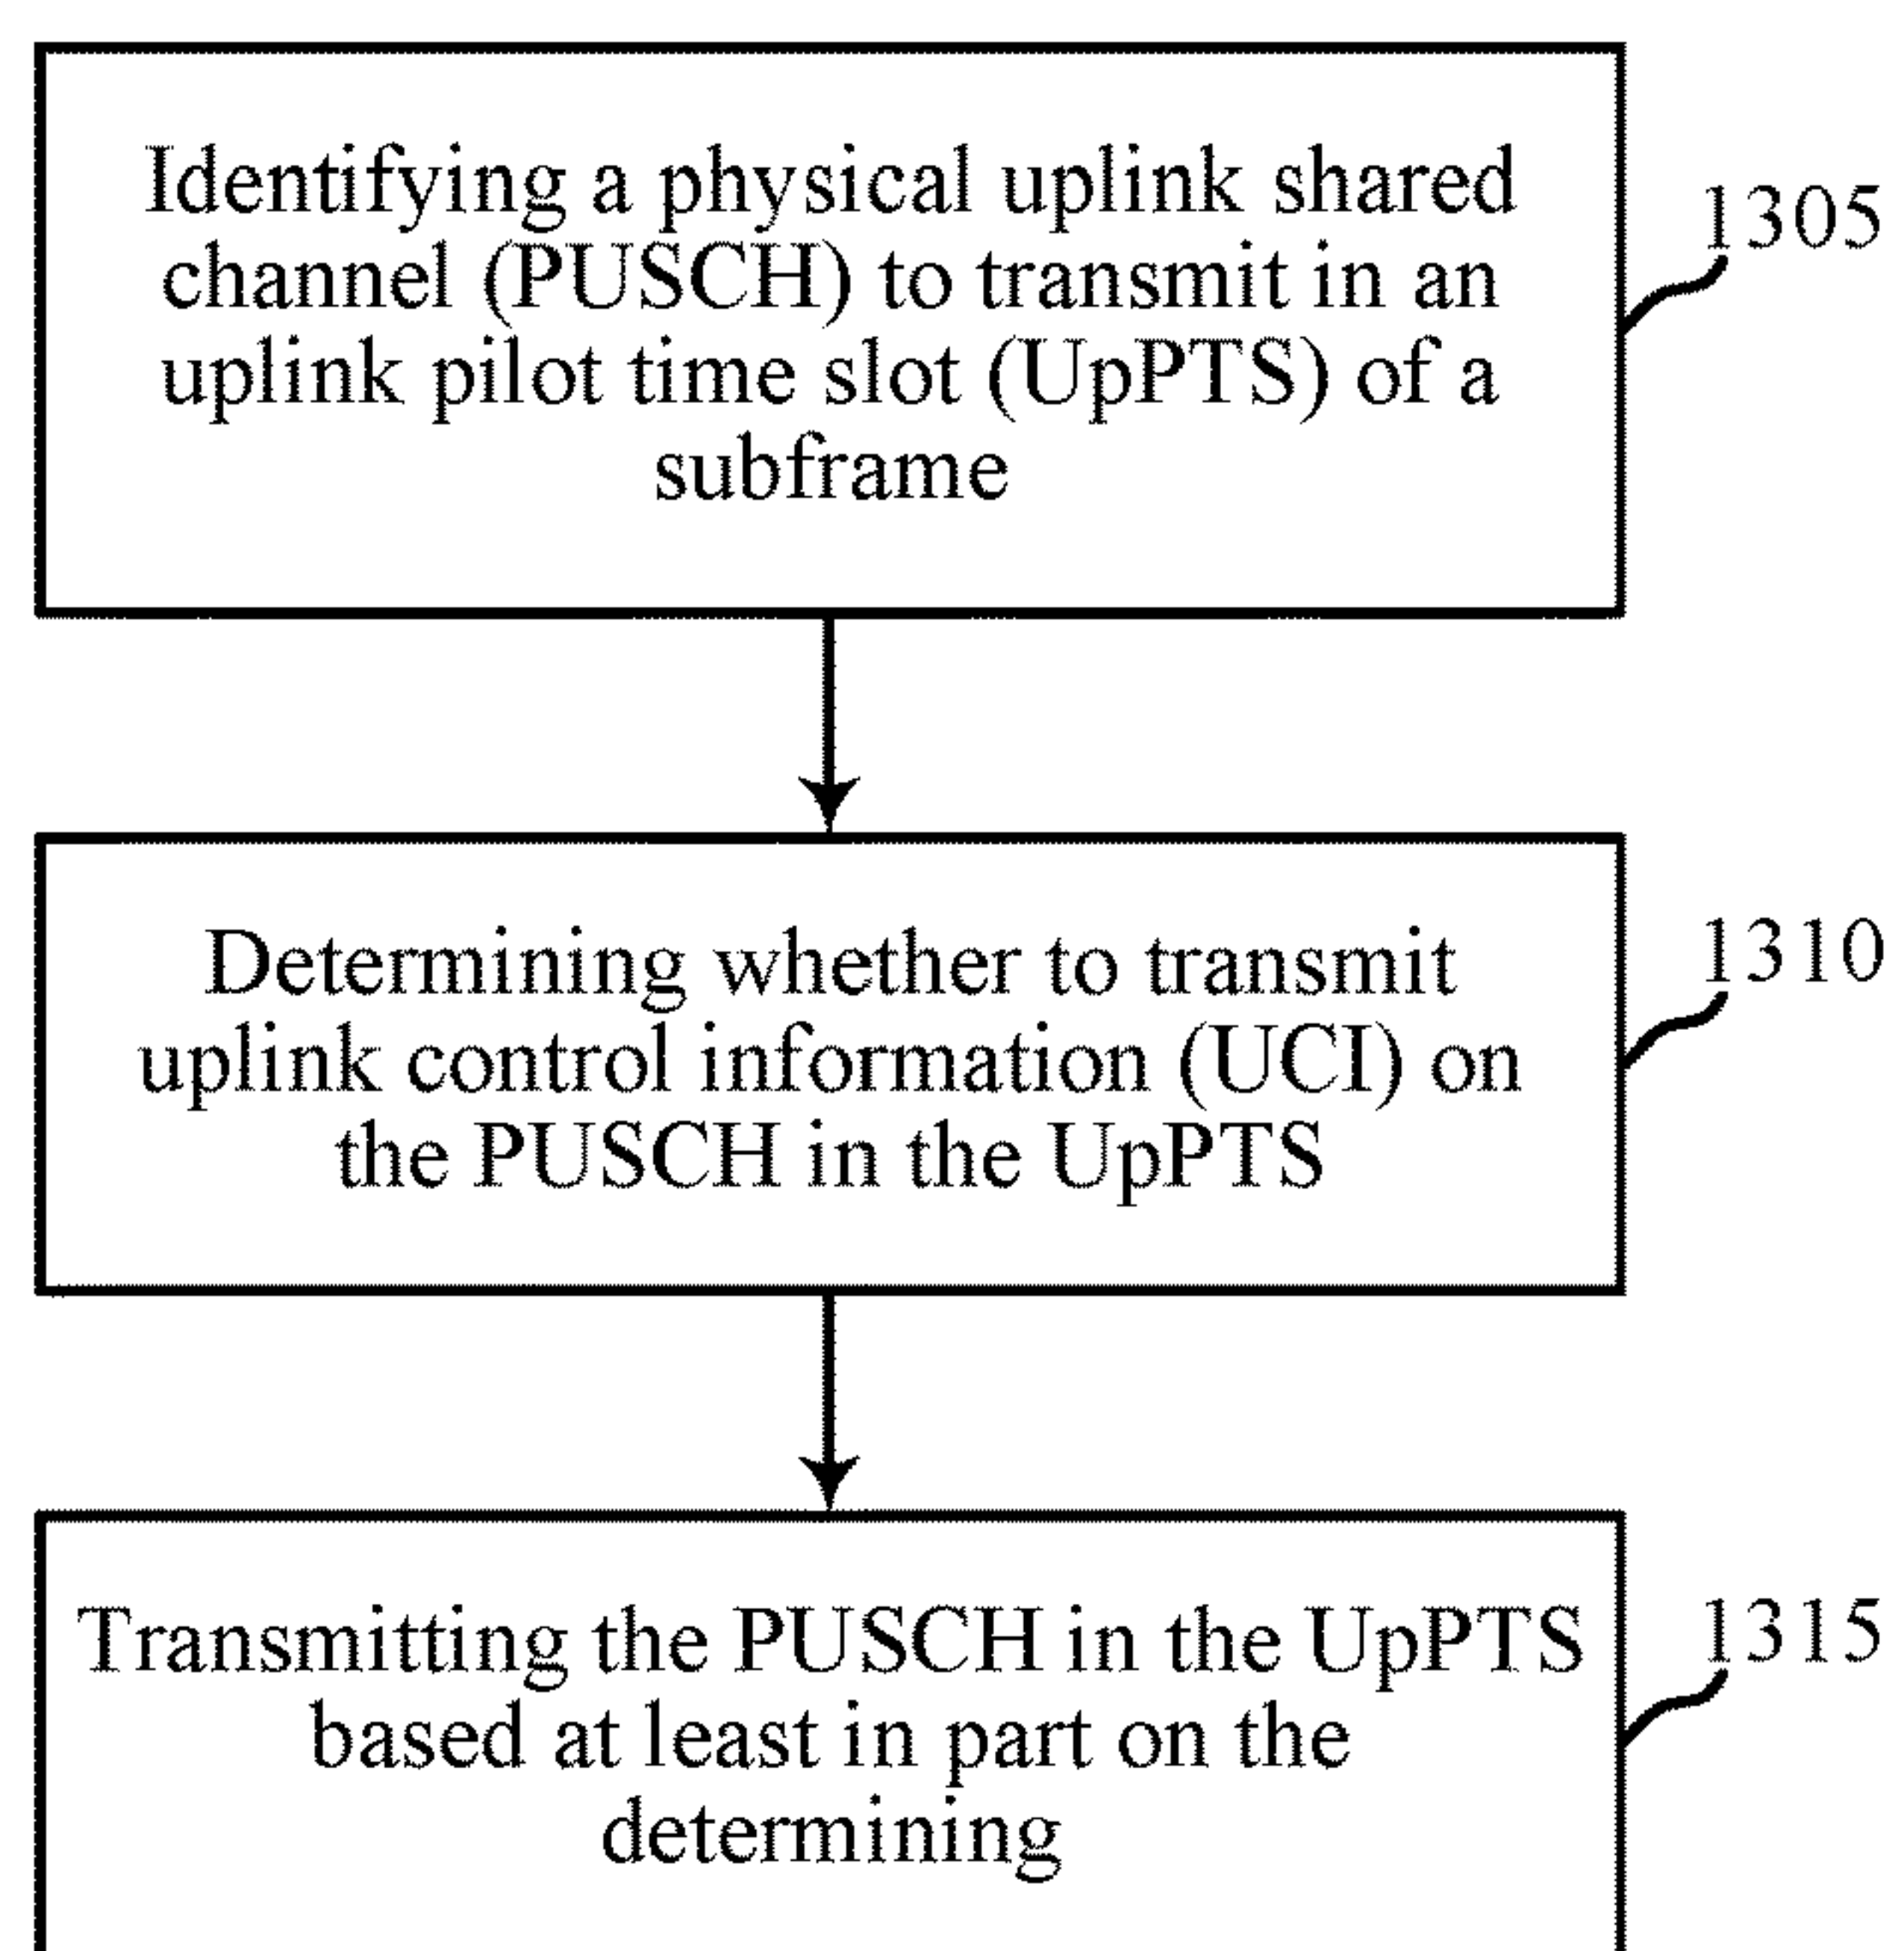 Identifying a physical uplink shared
channel (PUSCH) to transmit in an
uplink pilot time slot (UpPTS) of a
subframe
1305
Determining whether to transmit
uplink control information (UCI) on
the PUSCH in the UpPTS
1310
Transmitting the PUSCH in the UpPTS
based at least in part on the
determining
1315